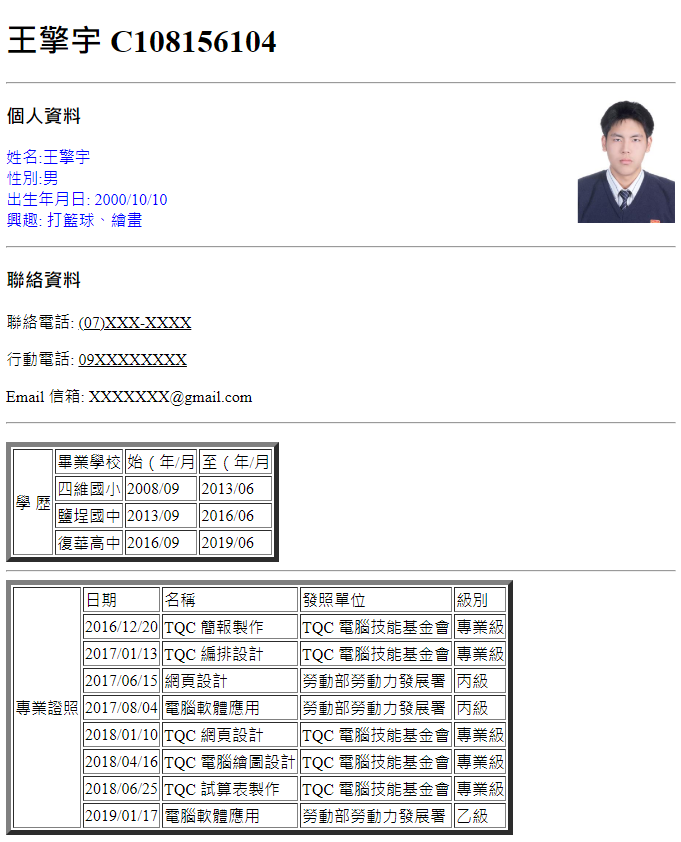 王擎宇 C108156104
個人資料
姓名:王擎宇
性別:男
出生年月日: 2000/10/10
興趣: 打籃球、繪畫
聯絡資料
聯絡電話: (07)XXX-XXXX
行動電話: 09XXXXXXXX
Email 信箱: XXXXXXX@gmail.com
學 歷
畢業學校 始（年/月 至（年/月
四維國小 2008/09 2013/06
鹽埕國中 2013/09 2016/06
復華高中 2016/09 2019/06
專業證照
日期 名稱 發照單位 級別
2016/12/20 TQC 簡報製作 TQC 電腦技能基金會 專業級
2017/01/13 TQC 編排設計 TQC 電腦技能基金會 專業級
2017/06/15 網頁設計 勞動部勞動力發展署 丙級
2017/08/04 電腦軟體應用 勞動部勞動力發展署 丙級
2018/01/10 TQC 網頁設計 TQC 電腦技能基金會 專業級
2018/04/16 TQC 電腦繪圖設計 TQC 電腦技能基金會 專業級
2018/06/25 TQC 試算表製作 TQC 電腦技能基金會 專業級
2019/01/17 電腦軟體應用 勞動部勞動力發展署 乙級